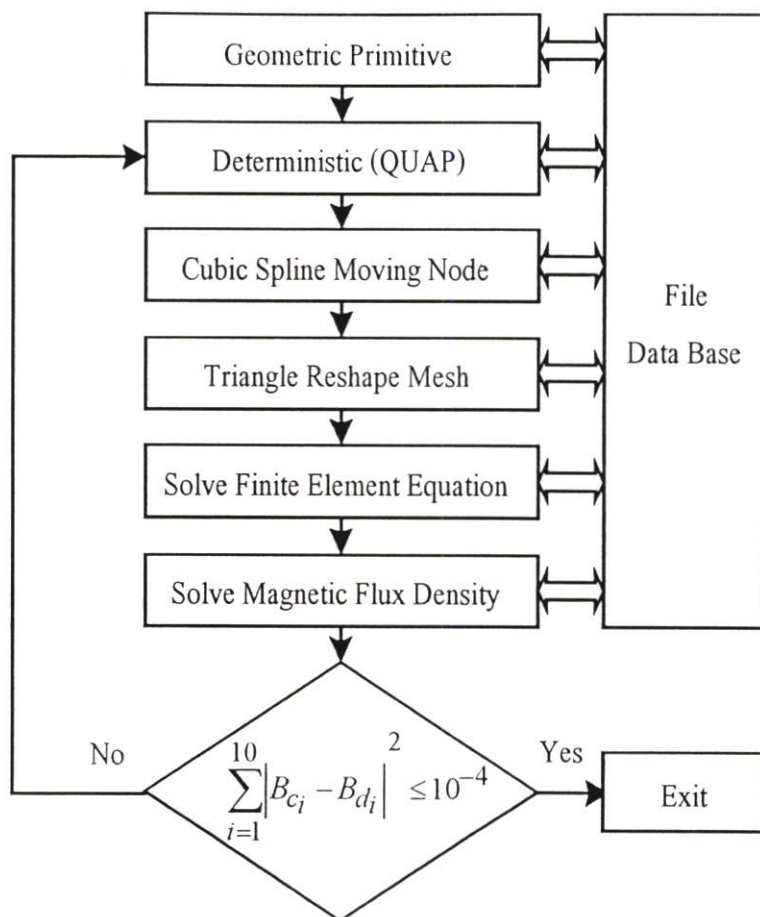 Geometric Primitive
Deterministic (QUAP)
Cubic Spline Moving Node
File
Data Base
Triangle Reshape Mesh
Solve Finite Element Equation
Solve Magnetic Flux Density
No
Yes
\sum_{i=1}^{10} |B_{c_i} - B_{d_i}|^2 \leq 10^{-4}
Exit